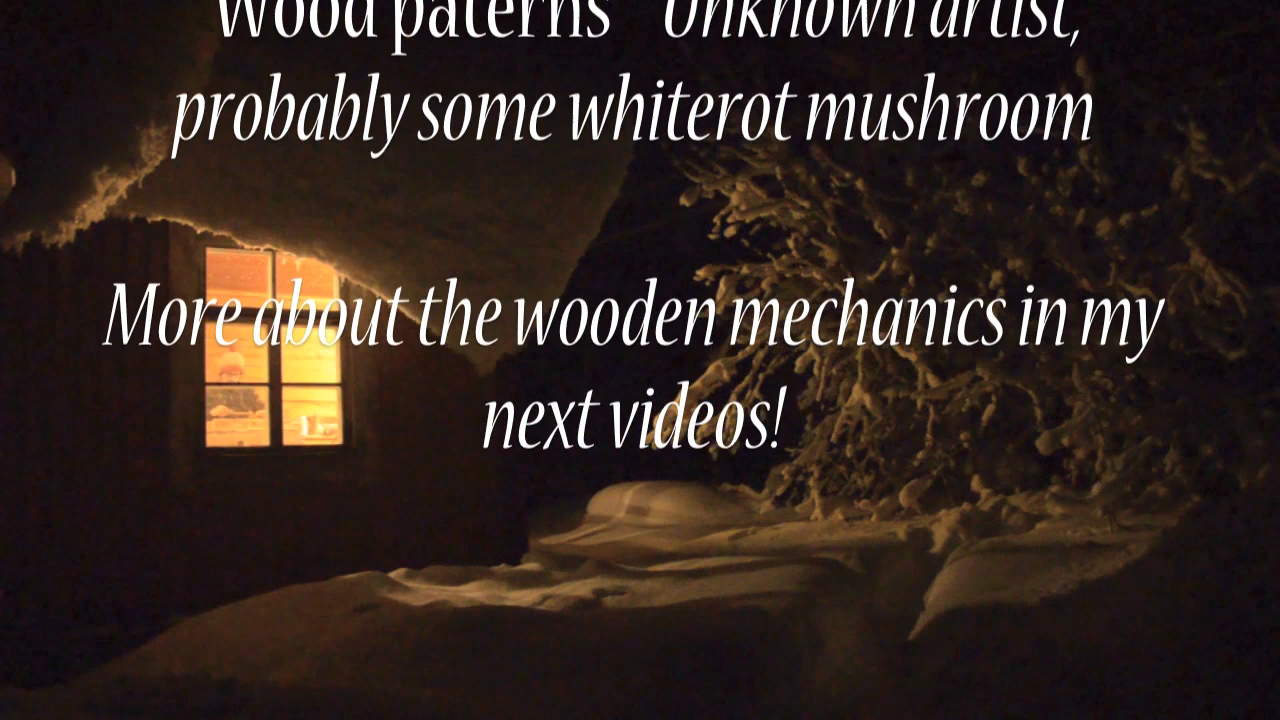 Wood paterns Unknown artist,
probably some whiterot mushroom
More about the wooden mechanics in my
next videos!